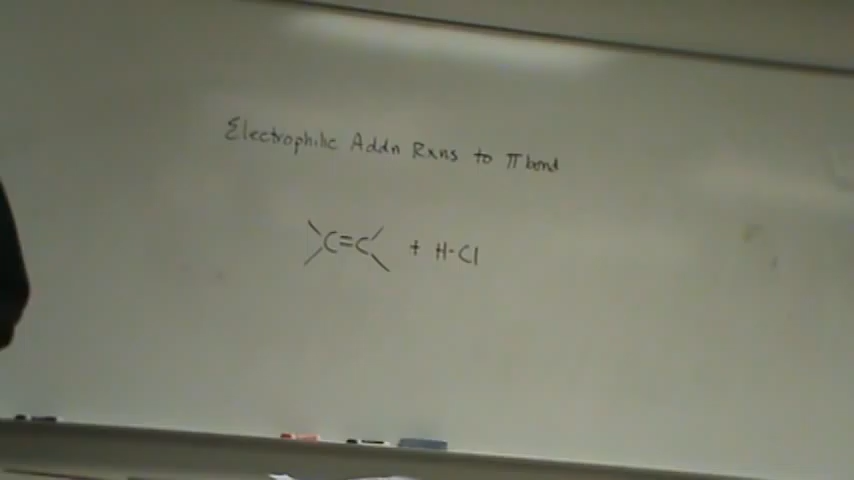 Electrophilic Addn Rxns to π bond
C=C + H-Cl